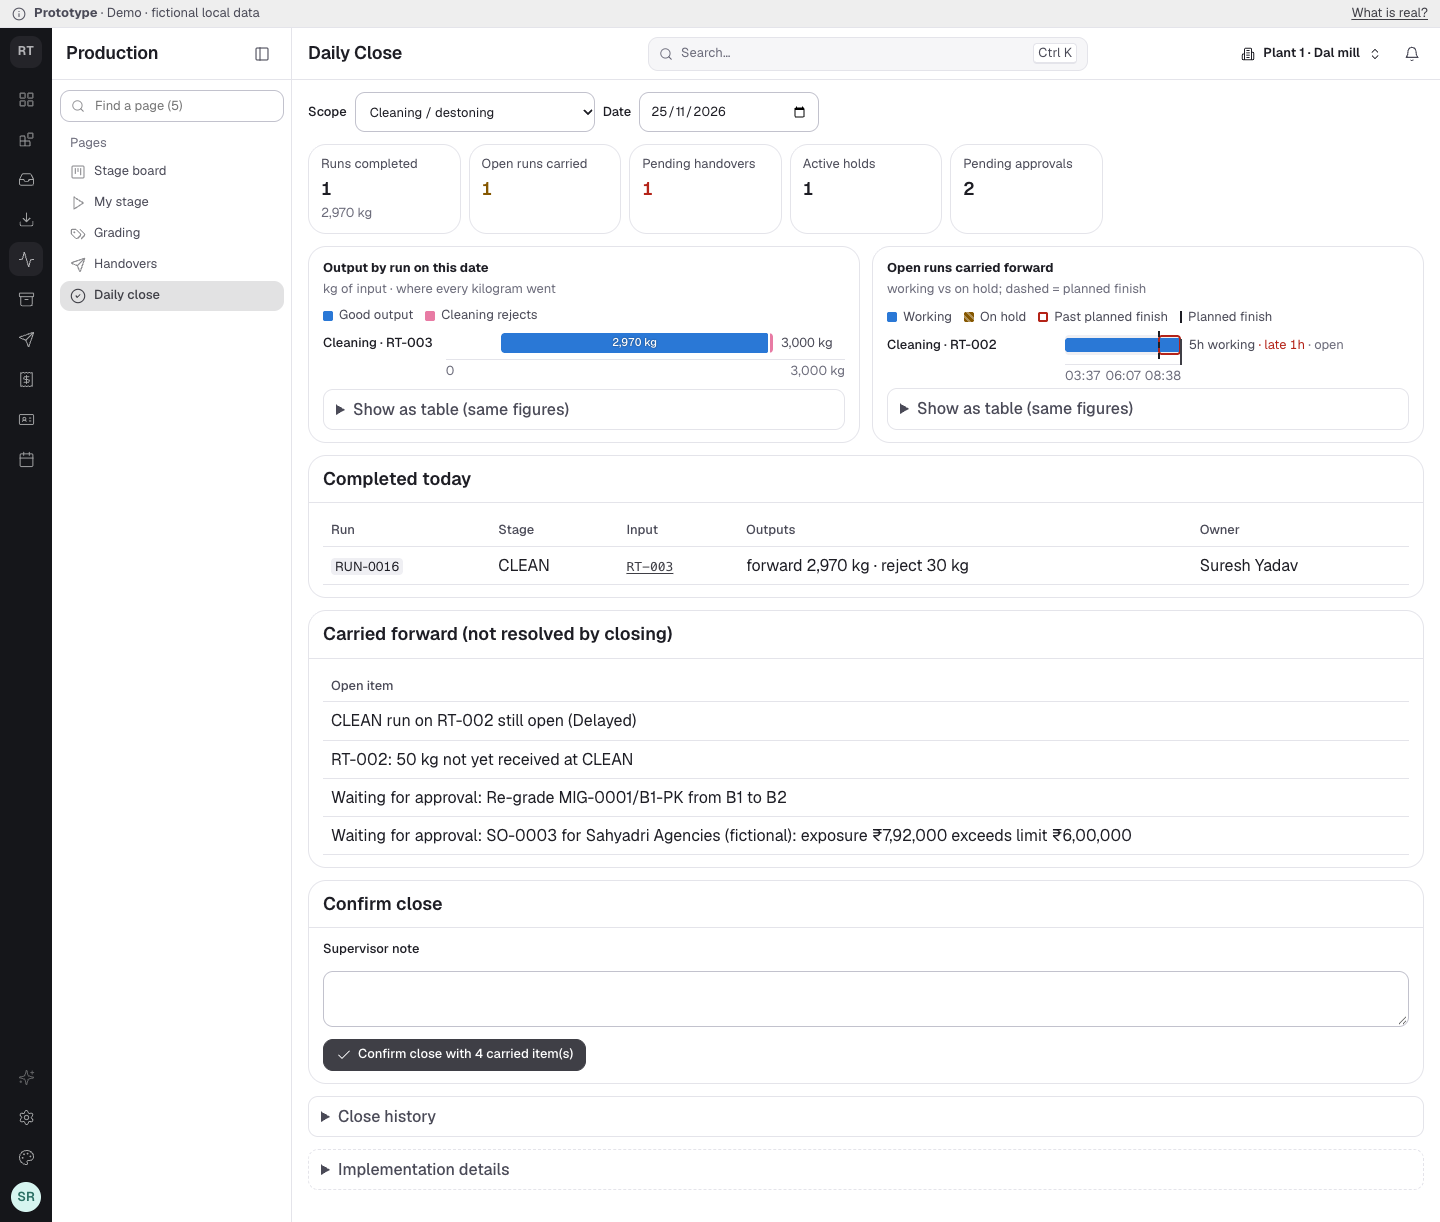 Prototype · Demo · fictional local data
What is real?
RT
Production
Daily Close
Search...
Ctrl K
Plant 1 · Dal mill
Find a page (5)
Pages
Stage board
My stage
Grading
Handovers
Daily close
Scope
Cleaning / destoning
Date
25/11/2026
Runs completed
1
2,970 kg
Open runs carried
1
Pending handovers
1
Active holds
1
Pending approvals
2
Output by run on this date
kg of input · where every kilogram went
Good output
Cleaning rejects
Cleaning · RT-003
2,970 kg
3,000 kg
0
3,000 kg
Show as table (same figures)
Open runs carried forward
working vs on hold; dashed = planned finish
Working
On hold
Past planned finish
Planned finish
Cleaning · RT-002
5h working · late 1h · open
03:37 06:07 08:38
Show as table (same figures)
Completed today
Run Stage Input Outputs Owner
RUN-0016 CLEAN RT-003 forward 2,970 kg · reject 30 kg Suresh Yadav
Carried forward (not resolved by closing)
Open item
CLEAN run on RT-002 still open (Delayed)
RT-002: 50 kg not yet received at CLEAN
Waiting for approval: Re-grade MIG-0001/B1-PK from B1 to B2
Waiting for approval: SO-0003 for Sahyadri Agencies (fictional): exposure ₹7,92,000 exceeds limit ₹6,00,000
Confirm close
Supervisor note
Confirm close with 4 carried item(s)
Close history
Implementation details
SR